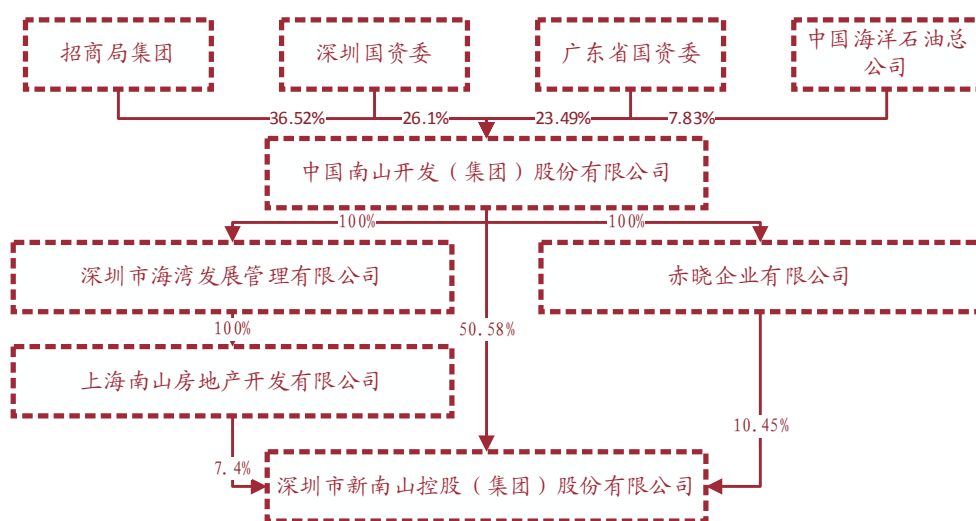 招商局集团
深圳国资委
广东省国资委
中国海洋石油总
公司
36.52%
26.1%
23.49%
7.83%
中国南山开发（集团）股份有限公司
100%
100%
深圳市海湾发展管理有限公司
赤晓企业有限公司
100%
50.58%
上海南山房地产开发有限公司
10.45%
7.4%
深圳市新南山控股（集团）股份有限公司